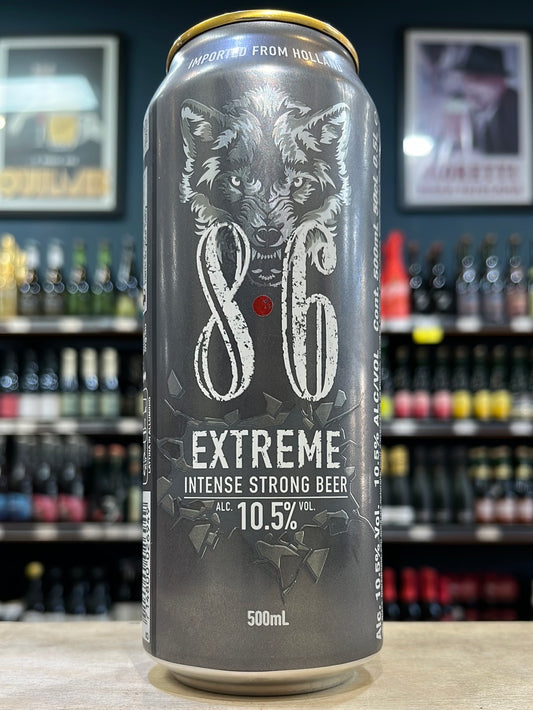 IMPORTED FROM HOLLAN
8·6
EXTREME
INTENSE STRONG BEER
ALC. 10.5% VOL.
500mL
Alc. 10.5% Vol. 10.5% ALC/VOL Cont. 500mL